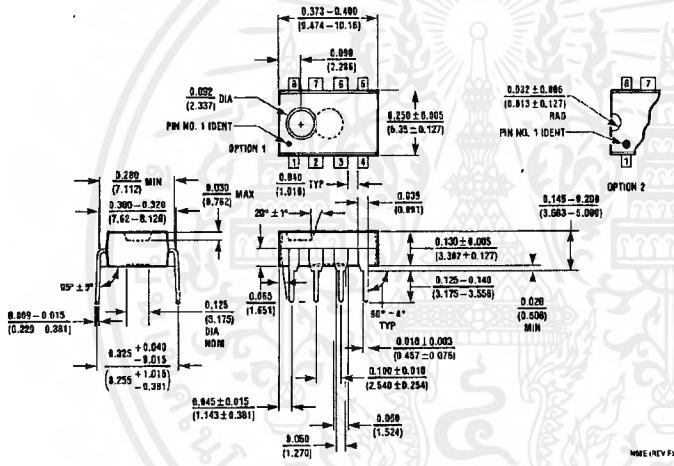 0.373 – 0.400
(9.474 – 10.16)
0.090
(2.286)
8 7 6 5
0.092 DIA
(2.337)
PIN NO. 1 IDENT
OPTION 1
1 2 3 4
0.250 ± 0.005
(6.35 ± 0.127)
0.032 ± 0.005
(0.813 ± 0.127)
RAD
PIN NO. 1 IDENT
8 7
1
OPTION 2
0.280 MIN
(7.112)
0.300 – 0.320
(7.62 – 8.128)
0.030 MAX
(0.762)
0.040 TYP
(1.016)
0.039
(0.991)
20° ± 1°
0.145 – 0.200
(3.683 – 5.080)
0.130 ± 0.005
(3.302 ± 0.127)
0.125 – 0.140
(3.175 – 3.556)
0.020
(0.508)
MIN
95° ± 5°
0.009 – 0.015
(0.229 – 0.381)
0.125
(3.175)
DIA
NOM
0.065
(1.651)
90° – 4°
TYP
0.018 ± 0.003
(0.457 ± 0.076)
0.325 + 0.040
– 0.015
(8.255 + 1.016
– 0.381)
0.100 ± 0.010
(2.540 ± 0.254)
0.045 ± 0.015
(1.143 ± 0.381)
0.060
(1.524)
0.050
(1.270)
(REV F)